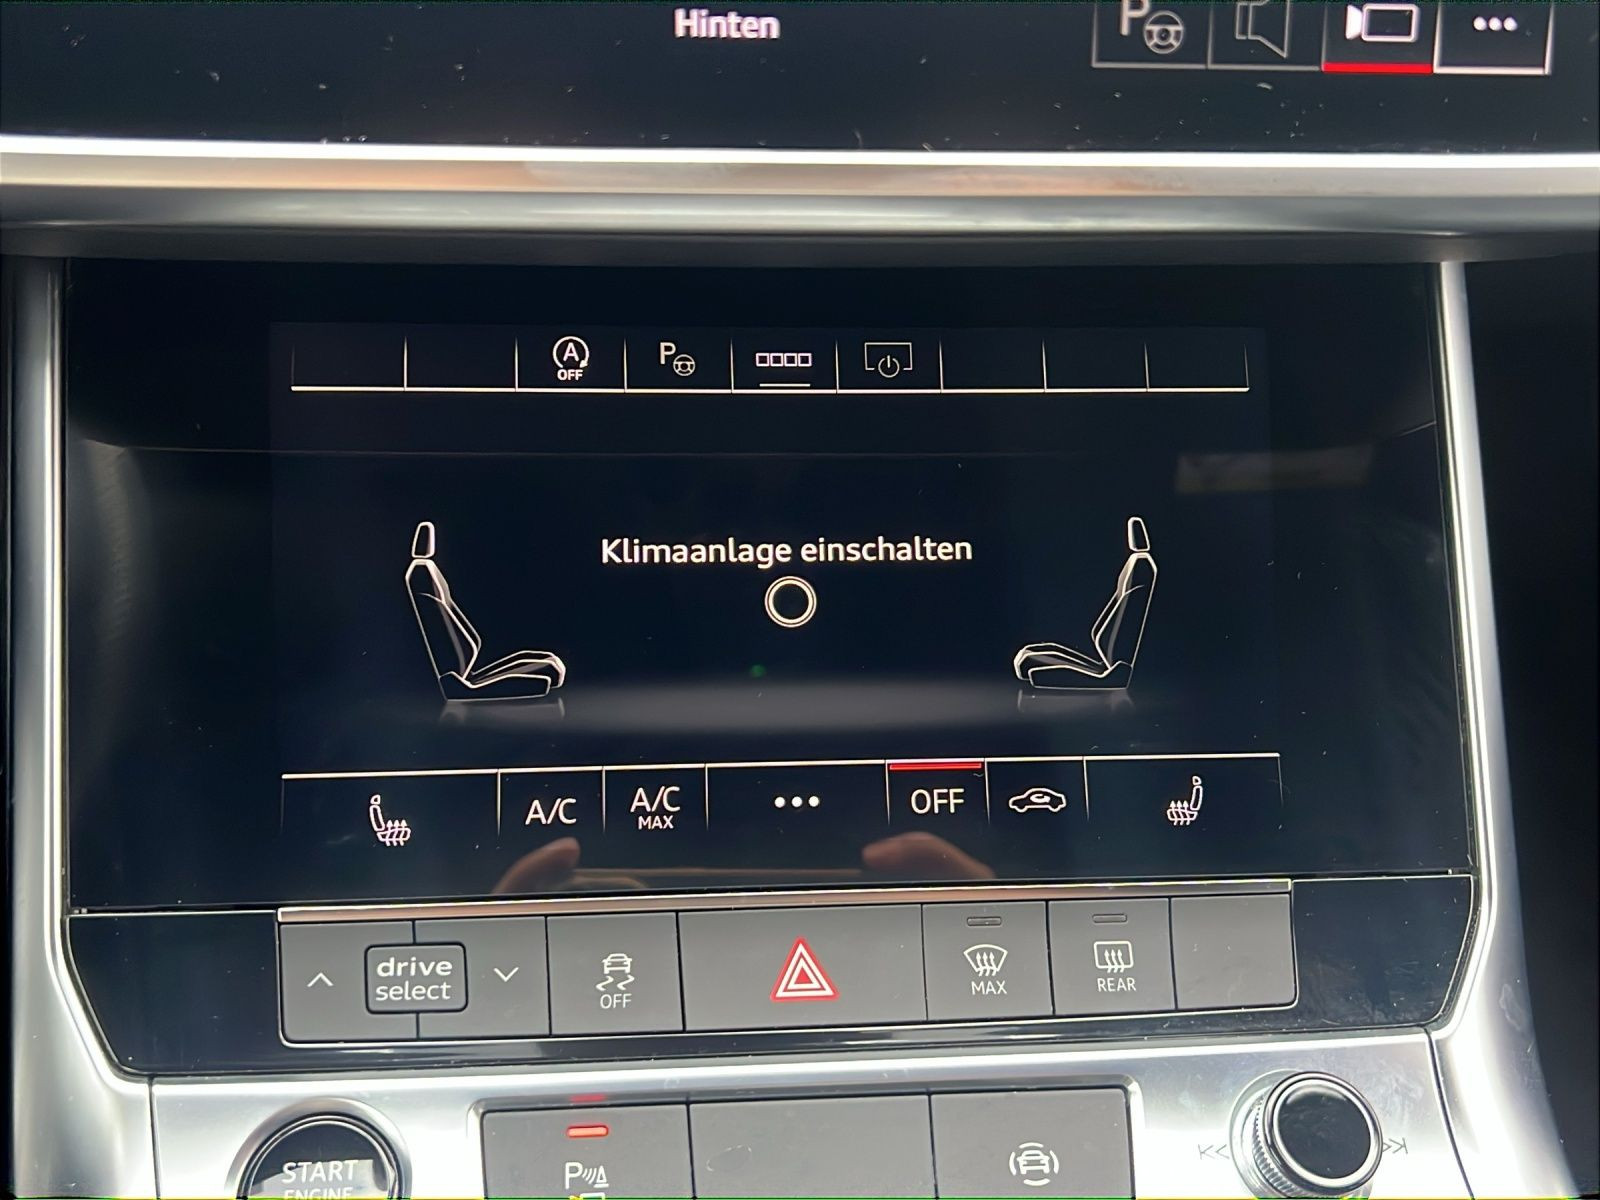 Hinten
P
A
OFF
P
Klimaanlage einschalten
A/C
A/C
MAX
OFF
drive
select
OFF
MAX
REAR
START
ENGINE
P